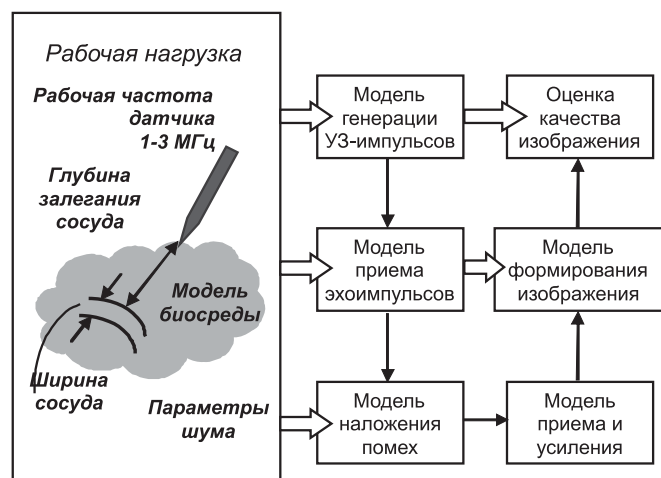 Рабочая нагрузка
Рабочая частота
датчика
1-3 МГц
Глубина
залегания
сосуда
Модель
биосреды
Ширина
сосуда
Параметры
шума
Модель
генерации
УЗ-импульсов
Оценка
качества
изображения
Модель
приема
эхоимпульсов
Модель
формирования
изображения
Модель
наложения
помех
Модель
приема и
усиления